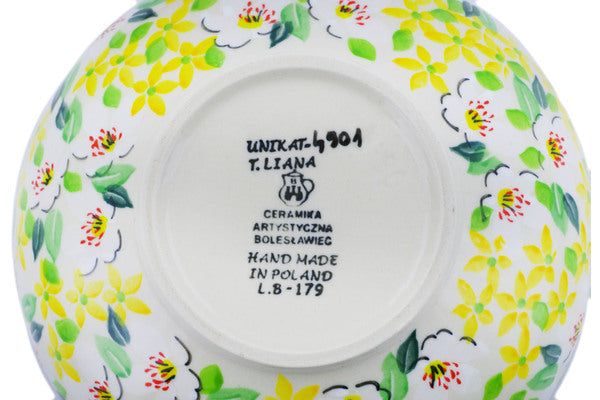 UNIKAT-4901
T.LIANA
B
CERAMIKA
ARTYSTYCZNA
BOLESŁAWIEC
HAND MADE
IN POLAND
L.B-179